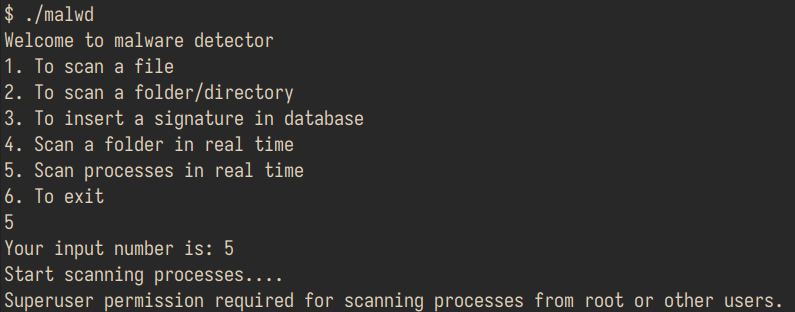 $ ./malwd
Welcome to malware detector
1. To scan a file
2. To scan a folder/directory
3. To insert a signature in database
4. Scan a folder in real time
5. Scan processes in real time
6. To exit
5
Your input number is: 5
Start scanning processes....
Superuser permission required for scanning processes from root or other users.